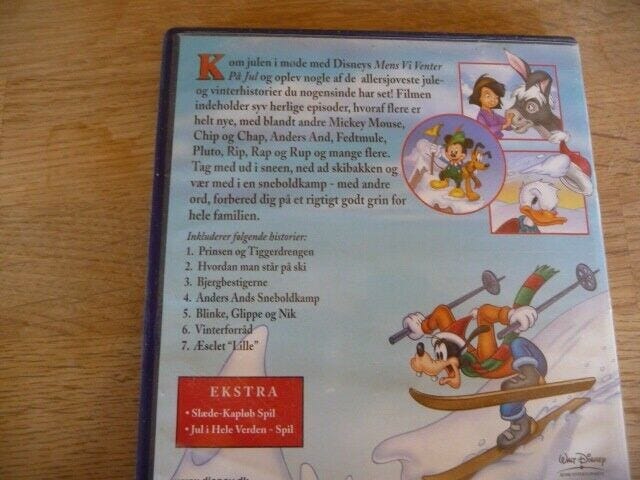 Kom julen i møde med Disneys Mens Vi Venter
På Jul og oplev nogle af de allersjoveste jule-
og vinterhistorier du nogensinde har set! Filmen
indeholder syv herlige episoder, hvoraf flere er
helt nye, med blandt andre Mickey Mouse,
Chip og Chap, Anders And, Fedtmule,
Pluto, Rip, Rap og Rup og mange flere.
Tag med ud i sneen, ned ad skibakken og
vær med i en sneboldkamp - med andre
ord, forbered dig på et rigtigt godt grin for
hele familien.
Inkluderer følgende historier:
1. Prinsen og Tiggerdrengen
2. Hvordan man står på ski
3. Bjergbestigerne
4. Anders Ands Sneboldkamp
5. Blinke, Glippe og Nik
6. Vinterforråd
7. Æselet "Lille"
EKSTRA
• Slæde-Kapløb Spil
• Jul i Hele Verden - Spil
Walt Disney